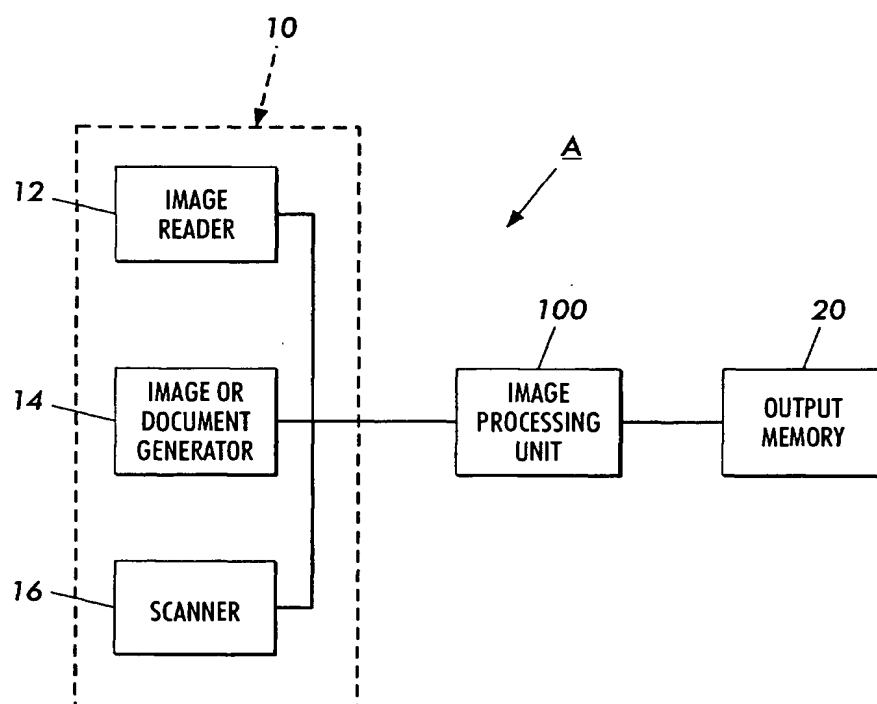 10
A
12
IMAGE
READER
100
20
14
IMAGE OR
DOCUMENT
GENERATOR
IMAGE
PROCESSING
UNIT
OUTPUT
MEMORY
16
SCANNER